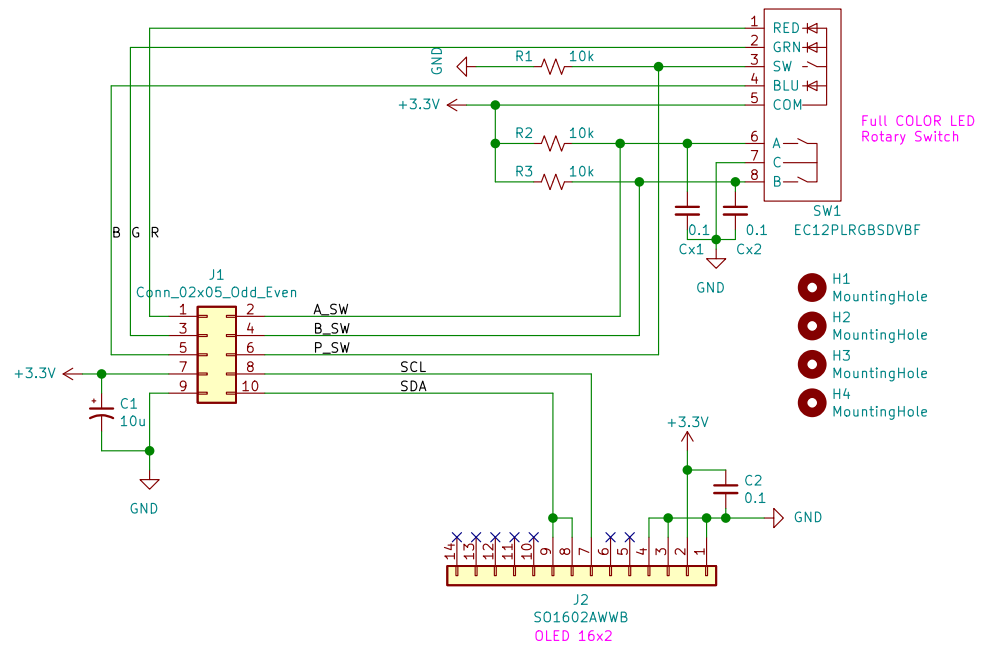 1 RED
2 GRN
R1 10k
3 SW
GND
4 BLU
+3.3V
5 COM
Full COLOR LED
Rotary Switch
R2 10k
6 A
7 C
R3 10k
8 B
SW1
EC12PLRGBSDVBF
B G R
0.1 0.1
Cx1 Cx2
GND
J1
Conn_02x05_Odd_Even
1 2 A_SW
3 4 B_SW
5 6 P_SW
7 8 SCL
9 10 SDA
+3.3V
C1
10u
GND
H1
MountingHole
H2
MountingHole
H3
MountingHole
H4
MountingHole
+3.3V
C2
0.1
GND
14 13 12 11 10 9 8 7 6 5 4 3 2 1
J2
SO1602AWWB
OLED 16x2